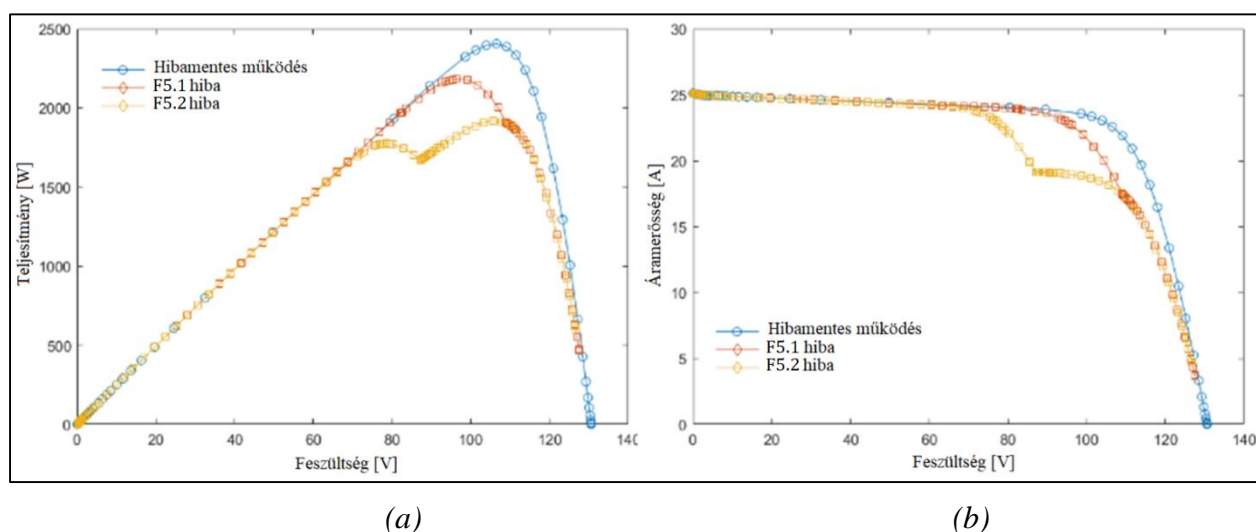 2500
2000
1500
1000
500
0
Teljesítmény [W]
Hibamentes működés
F5.1 hiba
F5.2 hiba
0 20 40 60 80 100 120 140
Feszültség [V]
(a)
30
25
20
15
10
5
0
Áramerősség [A]
Hibamentes működés
F5.1 hiba
F5.2 hiba
0 20 40 60 80 100 120 140
Feszültség [V]
(b)